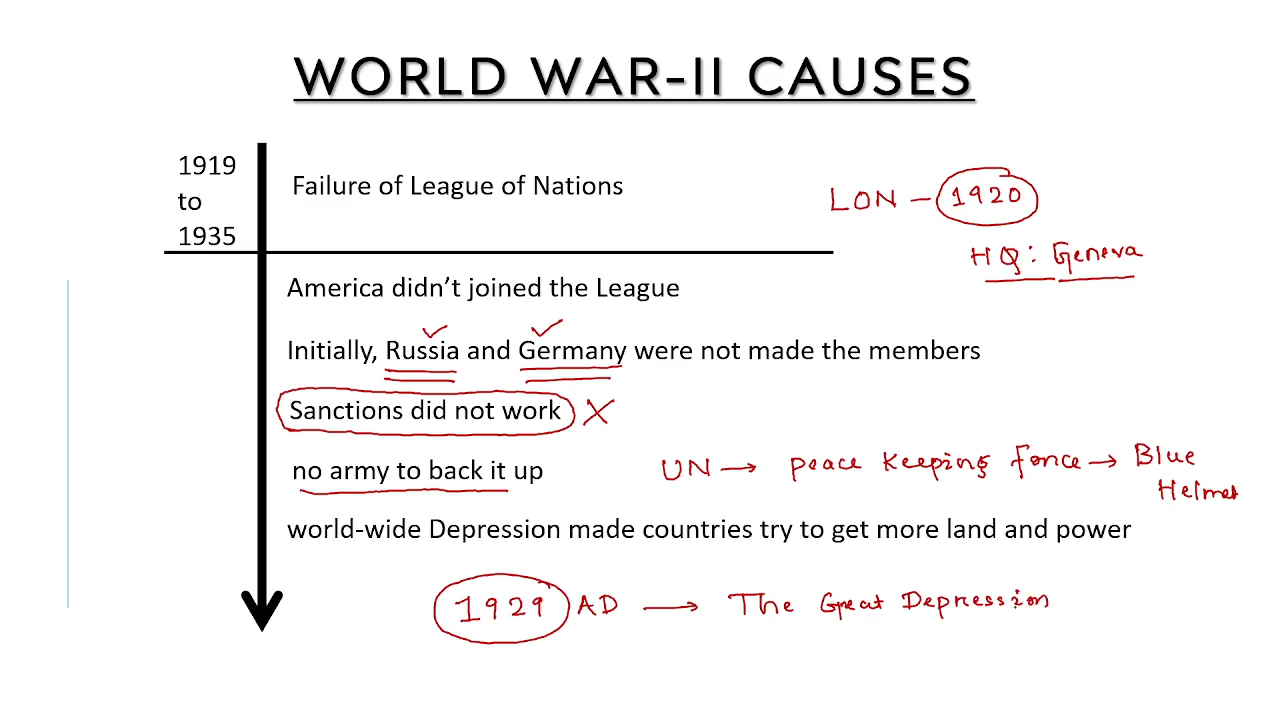 WORLD WAR-II CAUSES
1919
to
1935
Failure of League of Nations
LON - 1920
HQ: Geneva
America didn't joined the League
Initially, Russia and Germany were not made the members
Sanctions did not work X
no army to back it up
UN → peace keeping force → Blue
Helmet
world-wide Depression made countries try to get more land and power
1929 AD → The Great Depression